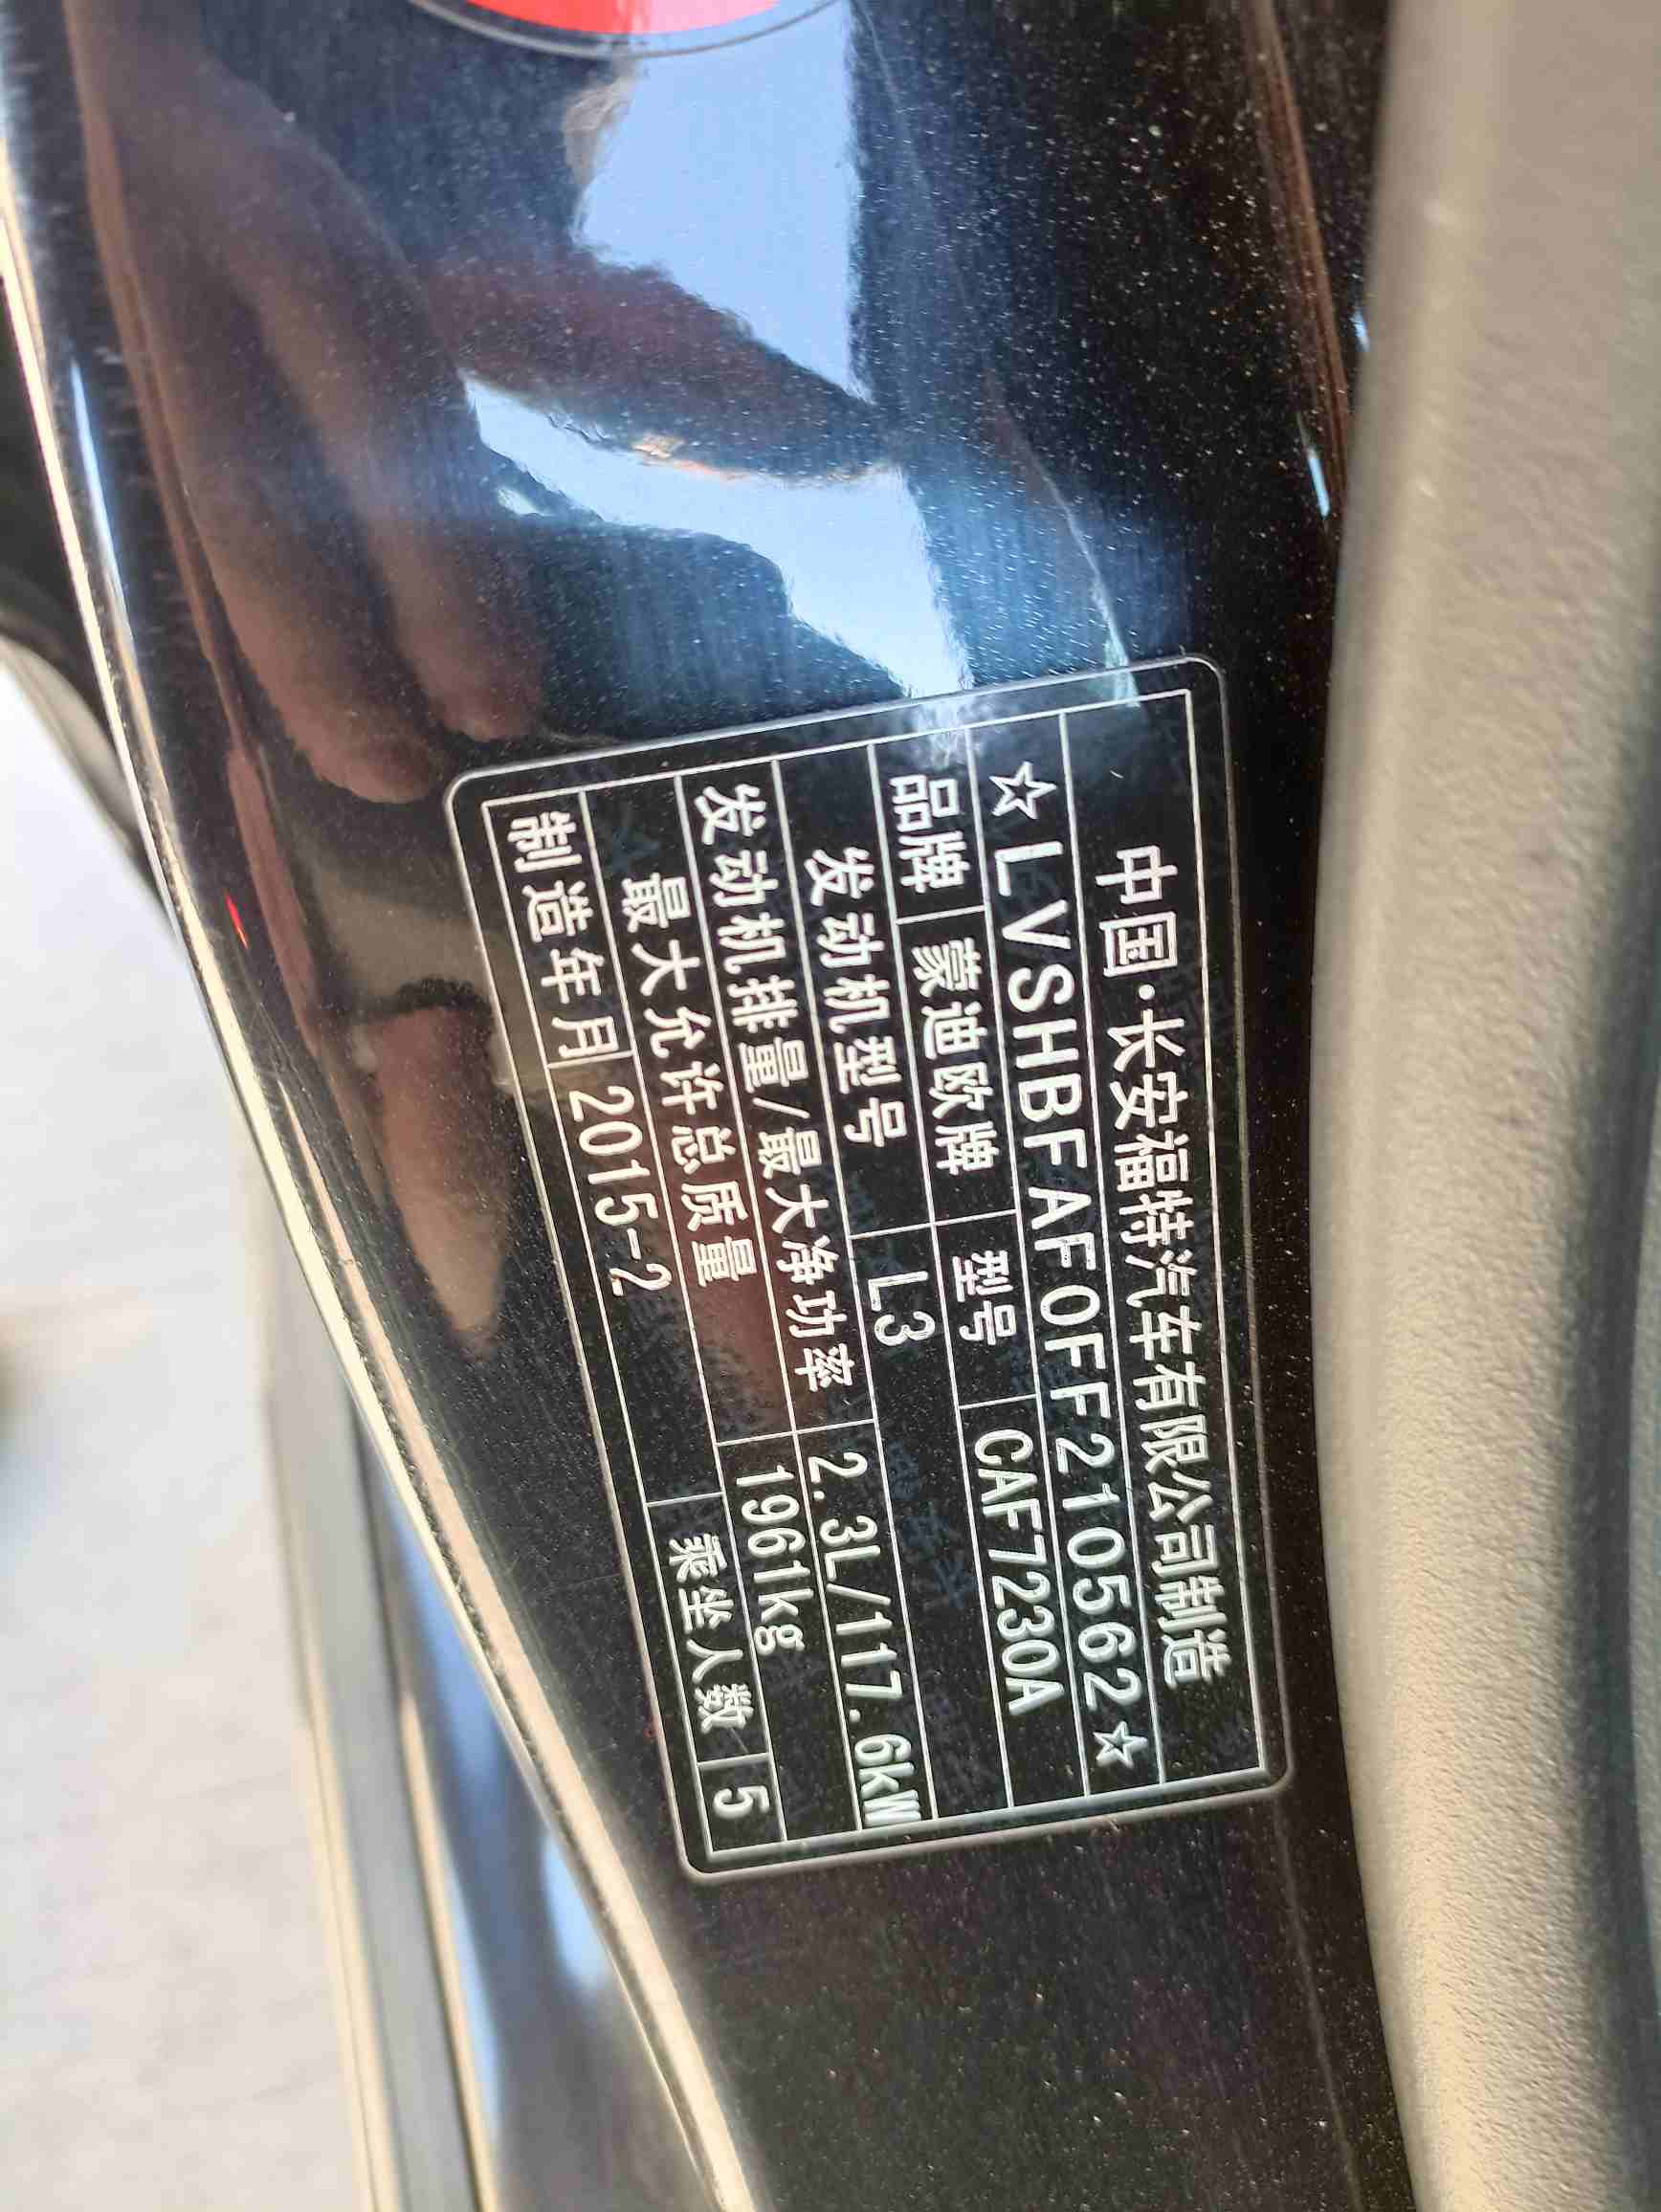 中国·长安福特汽车有限公司制造
☆LVSHBFAF0FF210562☆
品牌 蒙迪欧牌 型号 CAF7230A
发动机型号 L3
发动机排量/最大净功率 2.3L/117.6kW
最大允许总质量 1961kg
制造年月 2015-2 乘坐人数 5